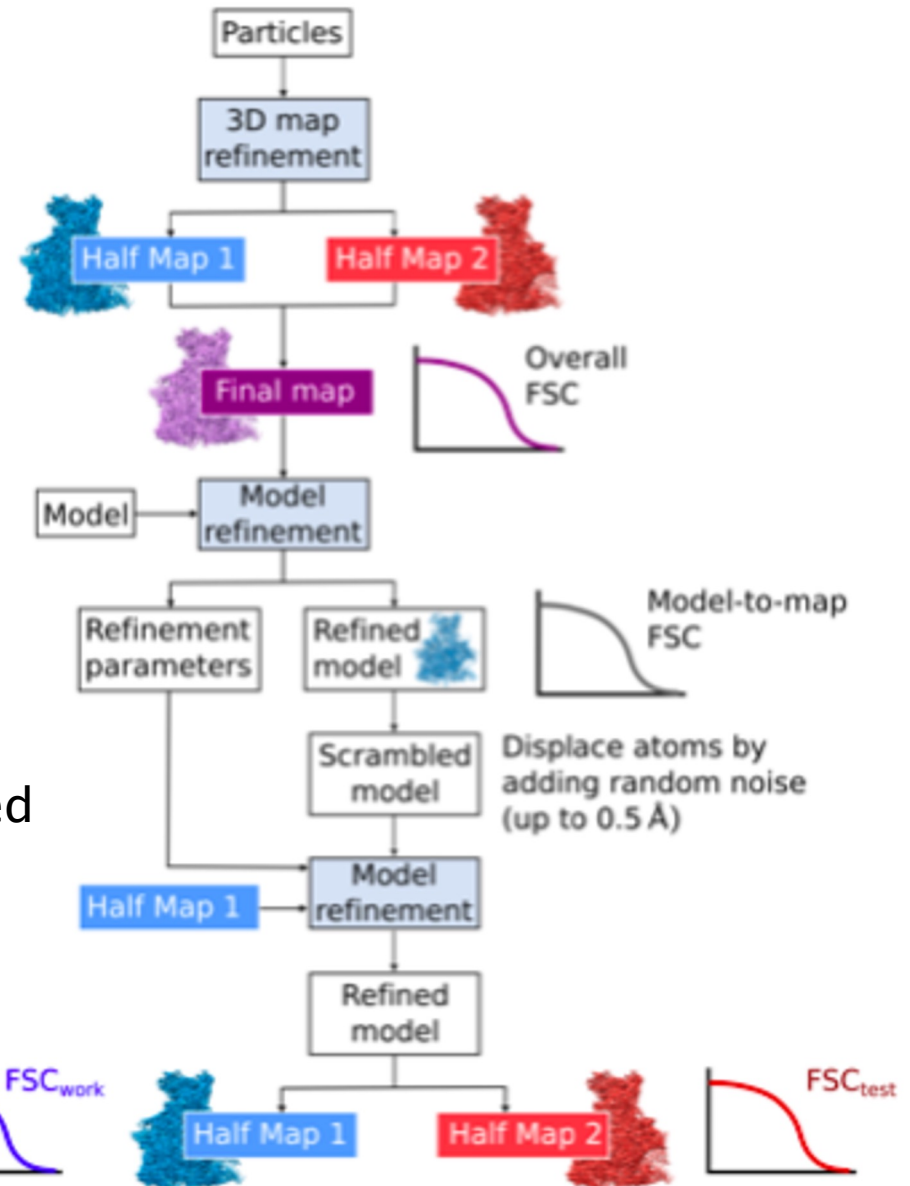 Particles
3D map
refinement
Half Map 1
Half Map 2
Final map
Overall
FSC
Model
Model
refinement
Refinement
parameters
Refined
model
Model-to-map
FSC
Scrambled
model
Displace atoms by
adding random noise
(up to 0.5 Å)
ed
Model
refinement
Half Map 1
Refined
model
FSCwork
Half Map 1
Half Map 2
FSCtest